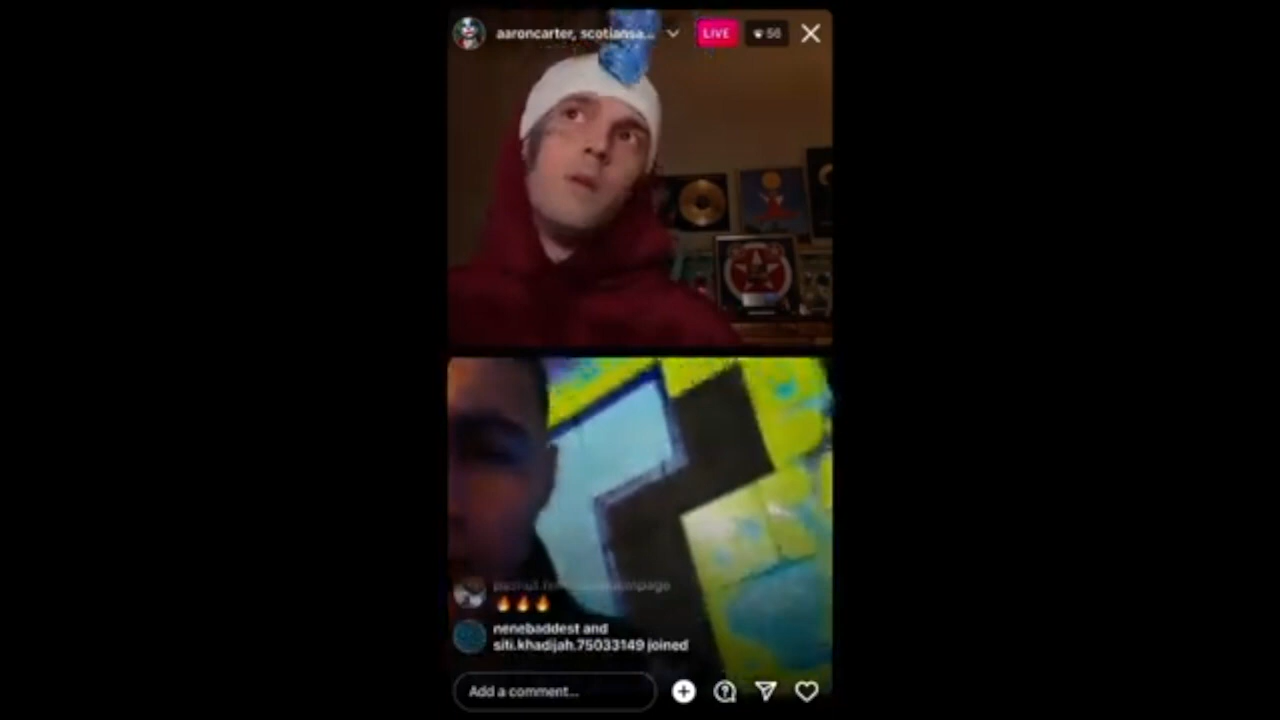 aaroncarter, scotiansa...
LIVE
56
🔥🔥🔥
nenebaddest and
siti.khadijah.75033149 joined
Add a comment...